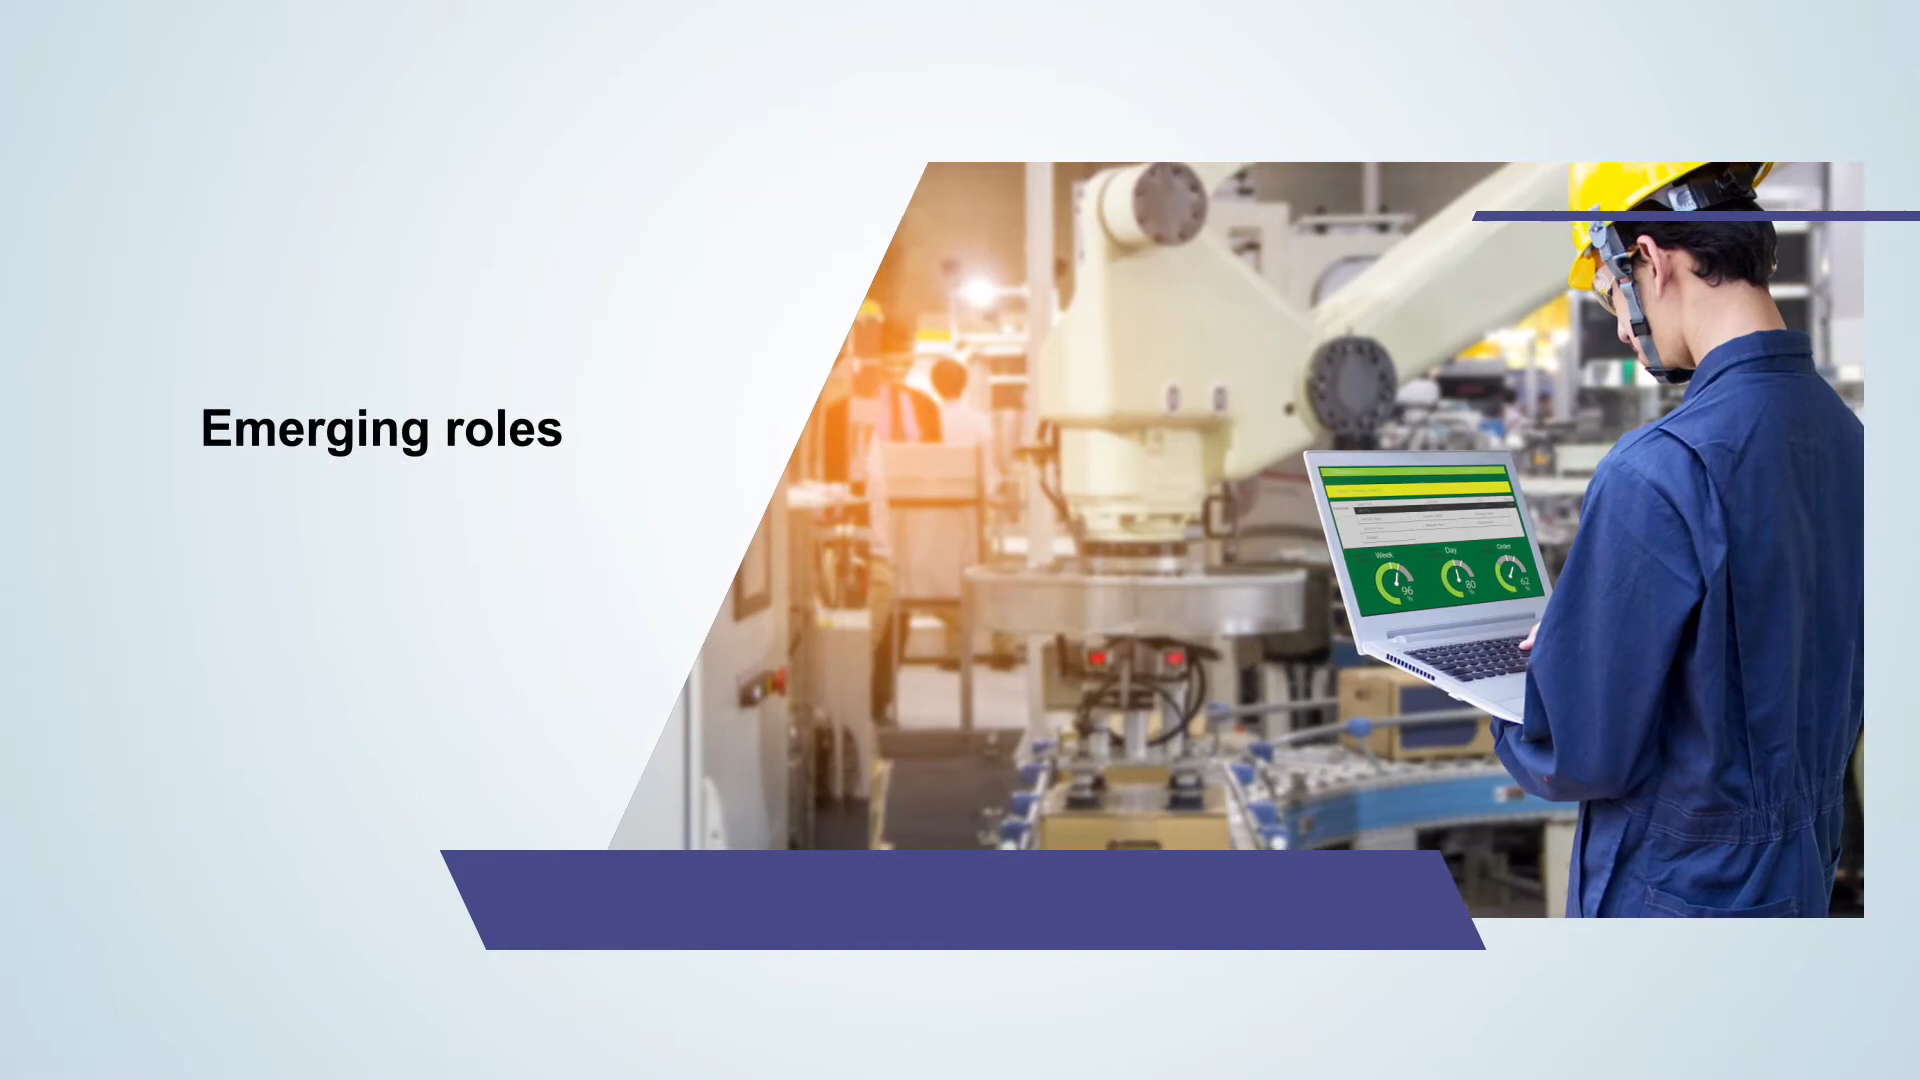 Emerging roles
Week
Day
Order
96
%
80
%
62
%